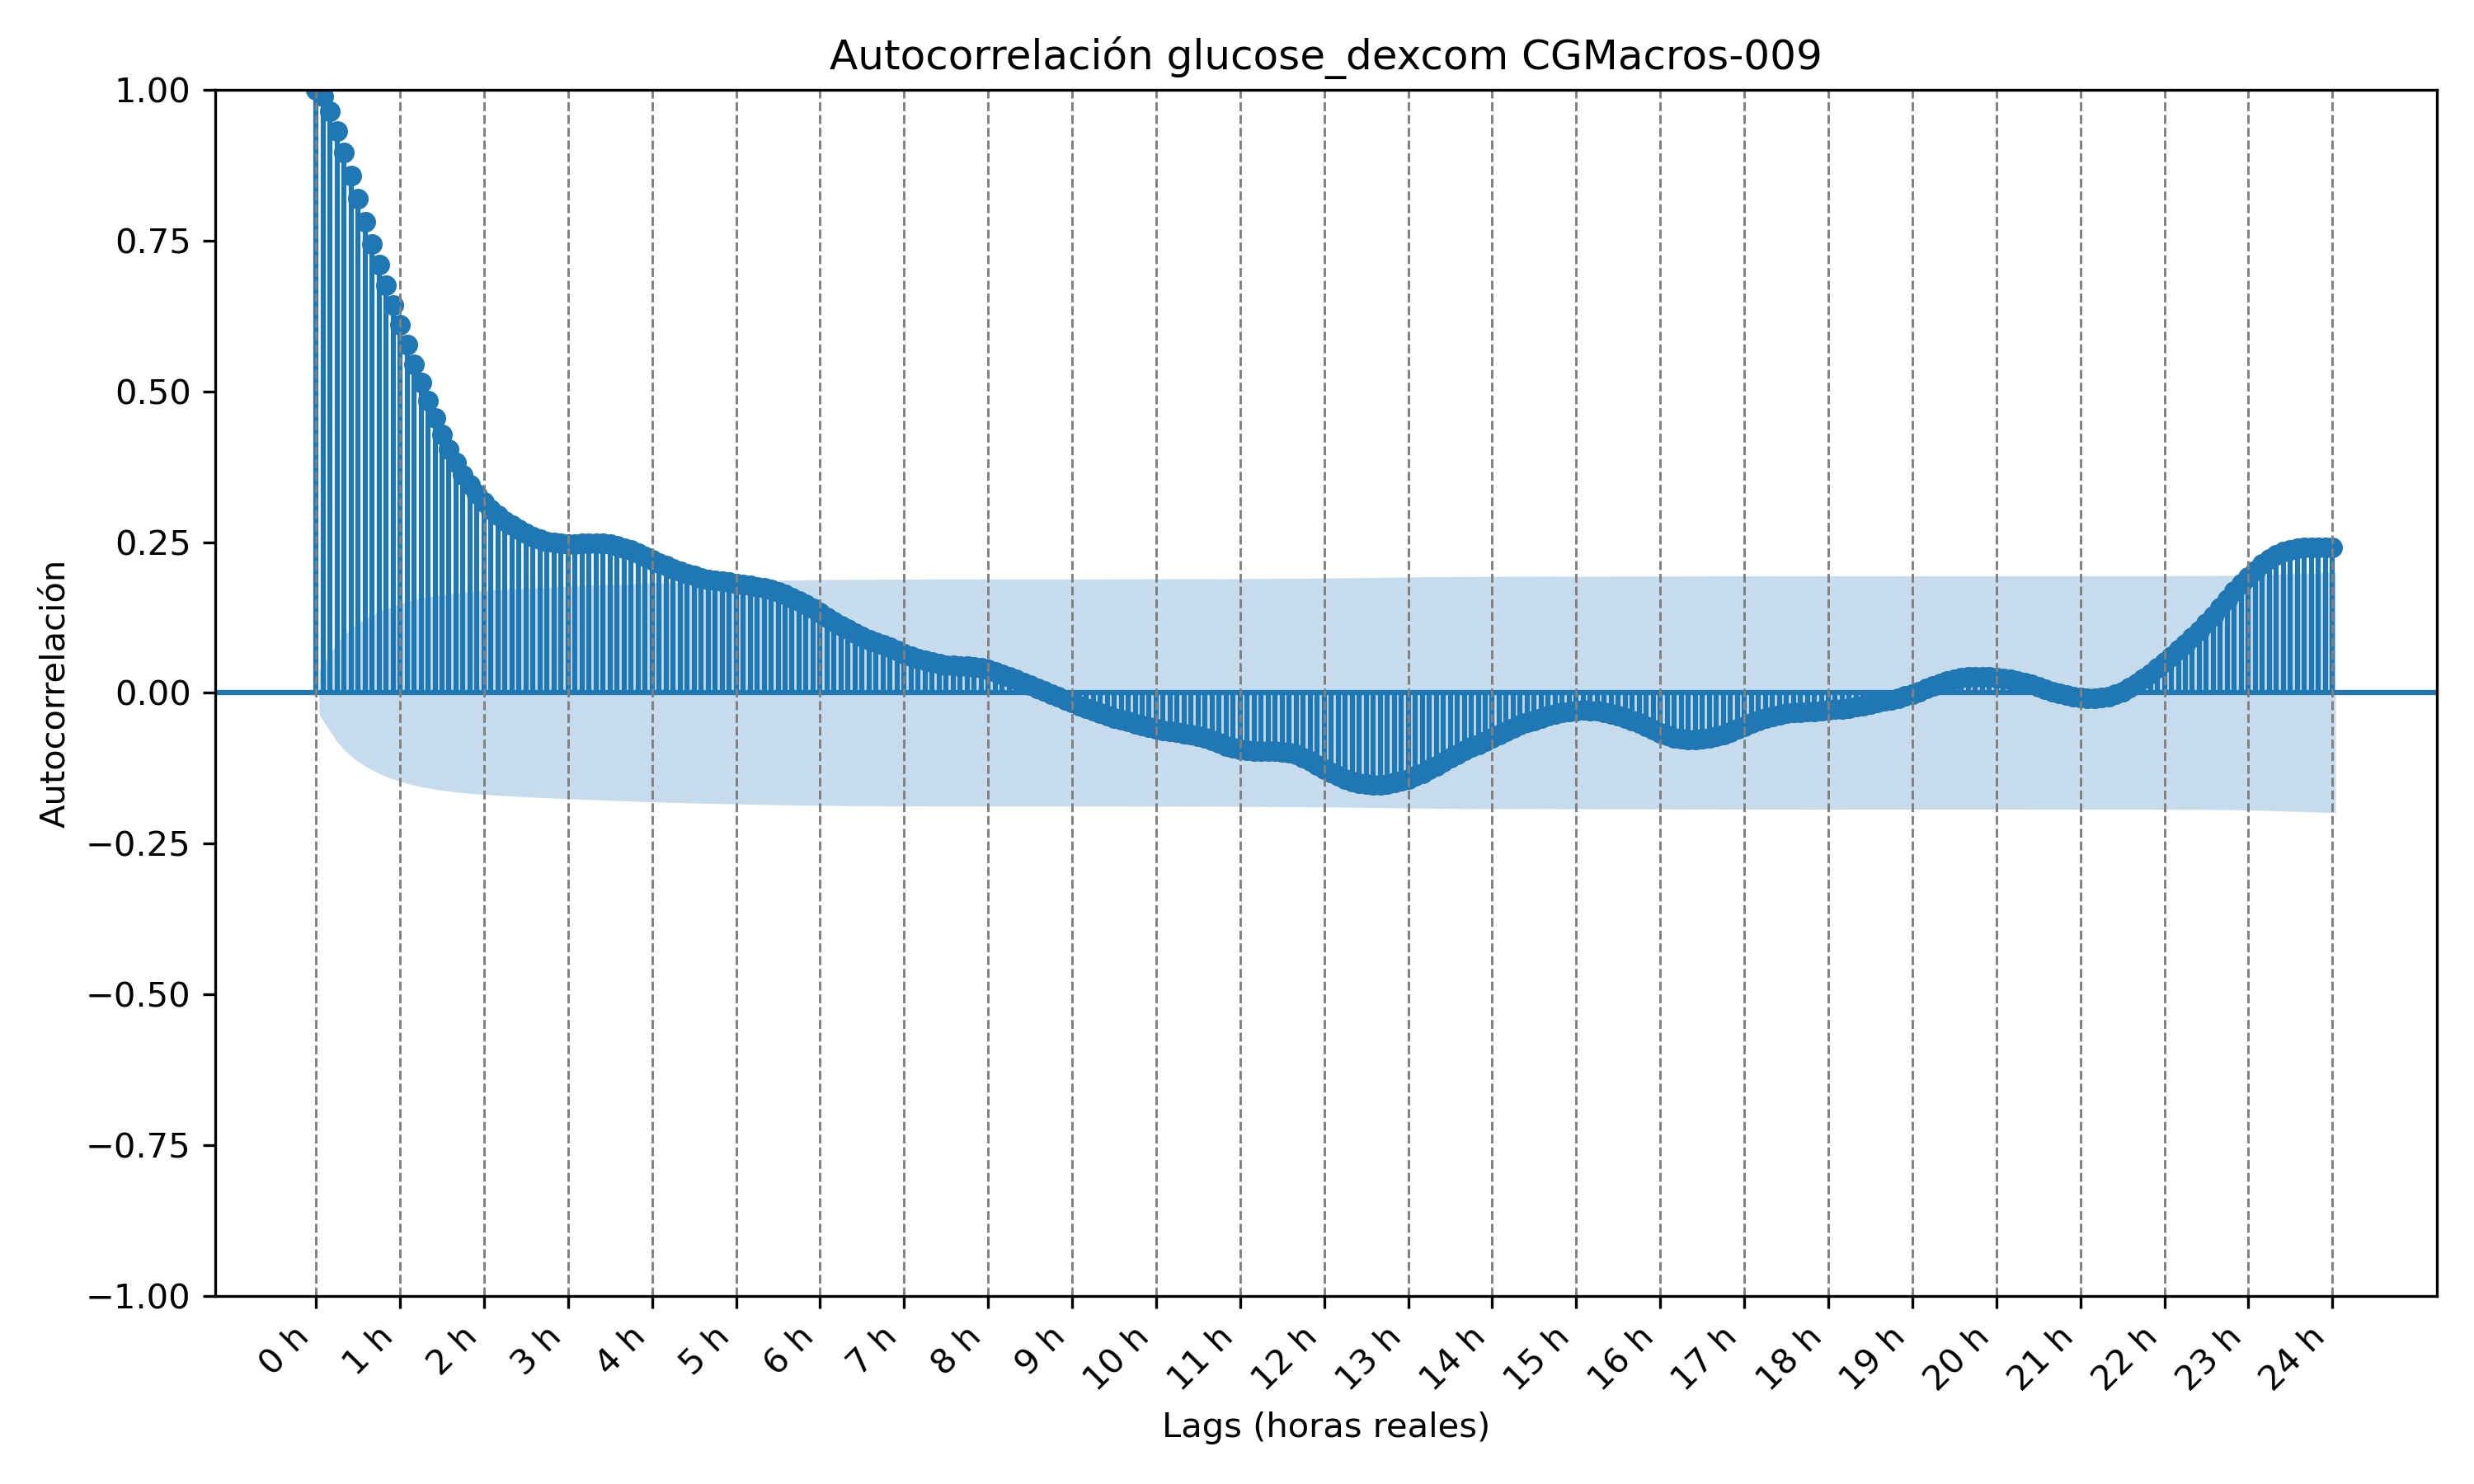 Autocorrelación glucose_dexcom CGMacros-009
1.00
0.75
0.50
0.25
0.00
−0.25
−0.50
−0.75
−1.00
Autocorrelación
0 h
1 h
2 h
3 h
4 h
5 h
6 h
7 h
8 h
9 h
10 h
11 h
12 h
13 h
14 h
15 h
16 h
17 h
18 h
19 h
20 h
21 h
22 h
23 h
24 h
Lags (horas reales)